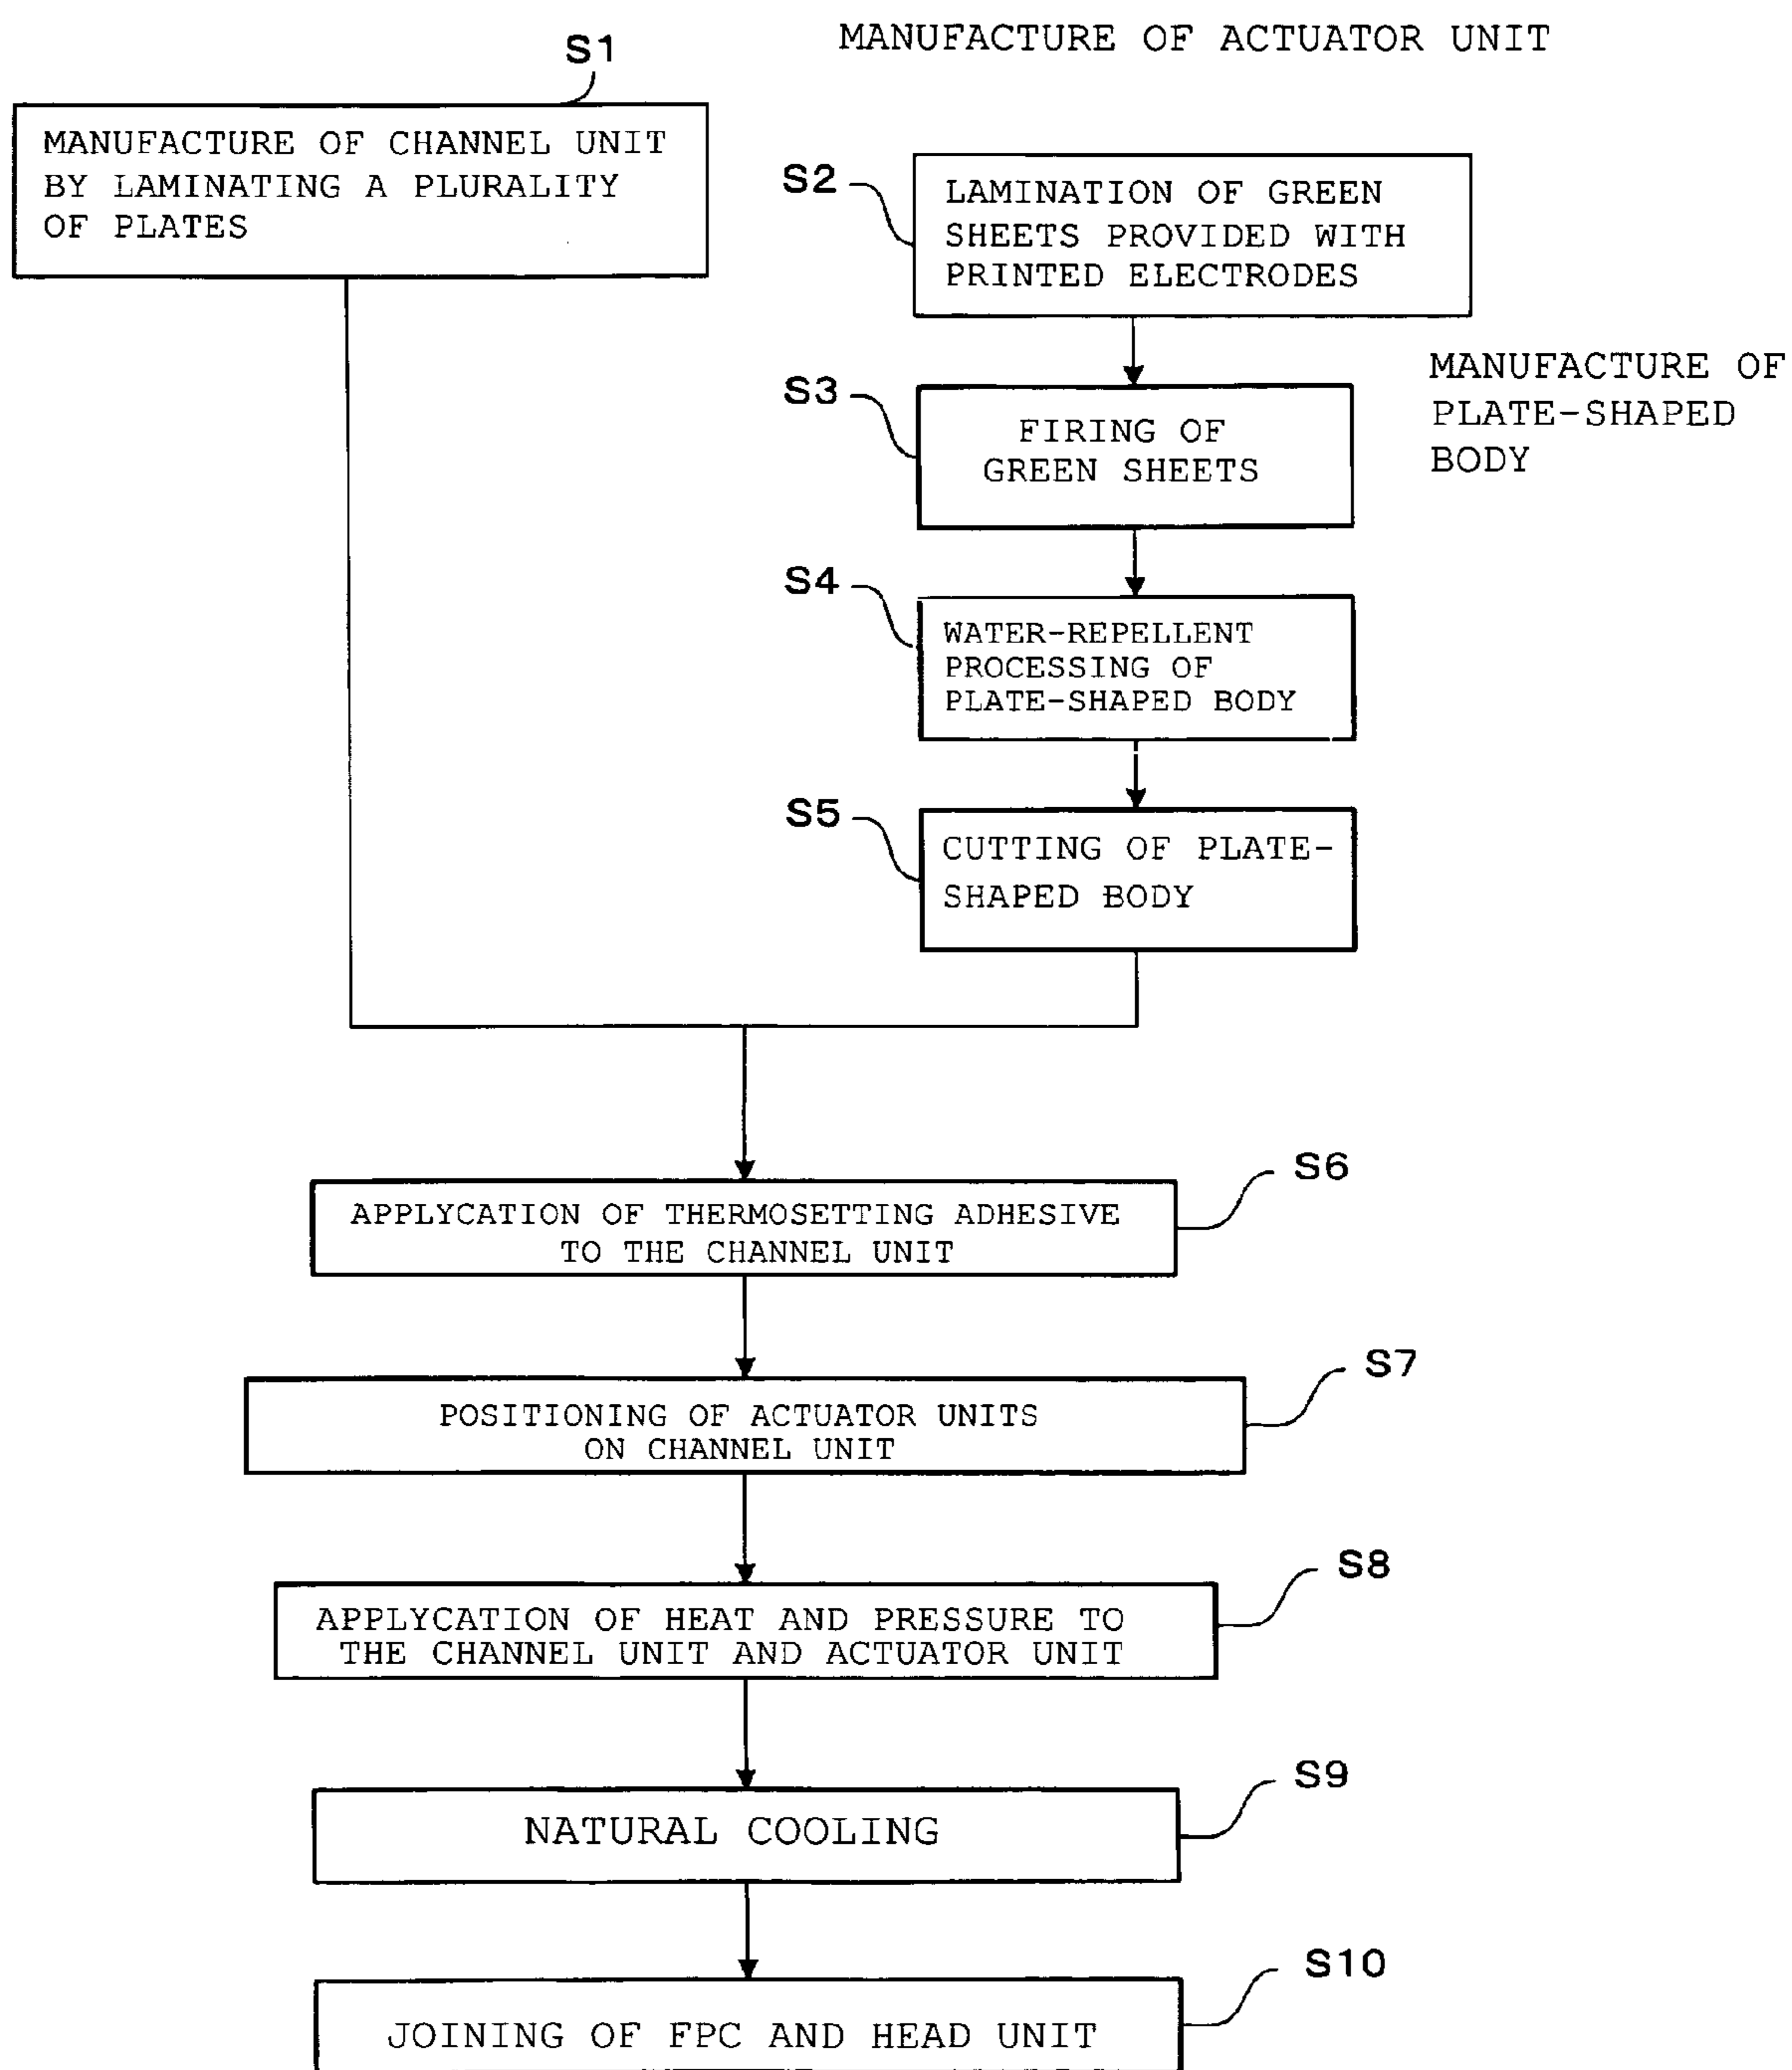 MANUFACTURE OF ACTUATOR UNIT
S1
MANUFACTURE OF CHANNEL UNIT
BY LAMINATING A PLURALITY
OF PLATES
S2
LAMINATION OF GREEN
SHEETS PROVIDED WITH
PRINTED ELECTRODES
MANUFACTURE OF
PLATE-SHAPED
BODY
S3
FIRING OF
GREEN SHEETS
S4
WATER-REPELLENT
PROCESSING OF
PLATE-SHAPED BODY
S5
CUTTING OF PLATE-
SHAPED BODY
S6
APPLYCATION OF THERMOSETTING ADHESIVE
TO THE CHANNEL UNIT
S7
POSITIONING OF ACTUATOR UNITS
ON CHANNEL UNIT
S8
APPLYCATION OF HEAT AND PRESSURE TO
THE CHANNEL UNIT AND ACTUATOR UNIT
S9
NATURAL COOLING
S10
JOINING OF FPC AND HEAD UNIT